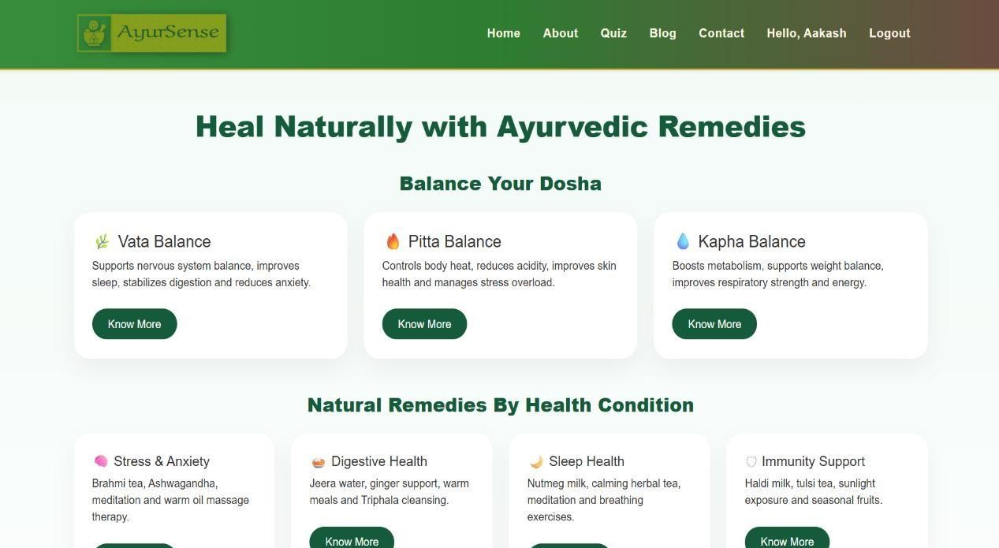 AyurSense
Home About Quiz Blog Contact Hello, Aakash Logout
Heal Naturally with Ayurvedic Remedies
Balance Your Dosha
Vata Balance
Supports nervous system balance, improves
sleep, stabilizes digestion and reduces anxiety.
Know More
Pitta Balance
Controls body heat, reduces acidity, improves skin
health and manages stress overload.
Know More
Kapha Balance
Boosts metabolism, supports weight balance,
improves respiratory strength and energy.
Know More
Natural Remedies By Health Condition
Stress & Anxiety
Brahmi tea, Ashwagandha,
meditation and warm oil massage
therapy.
Digestive Health
Jeera water, ginger support, warm
meals and Triphala cleansing.
Know More
Sleep Health
Nutmeg milk, calming herbal tea,
meditation and breathing
exercises.
Immunity Support
Haldi milk, tulsi tea, sunlight
exposure and seasonal fruits.
Know More